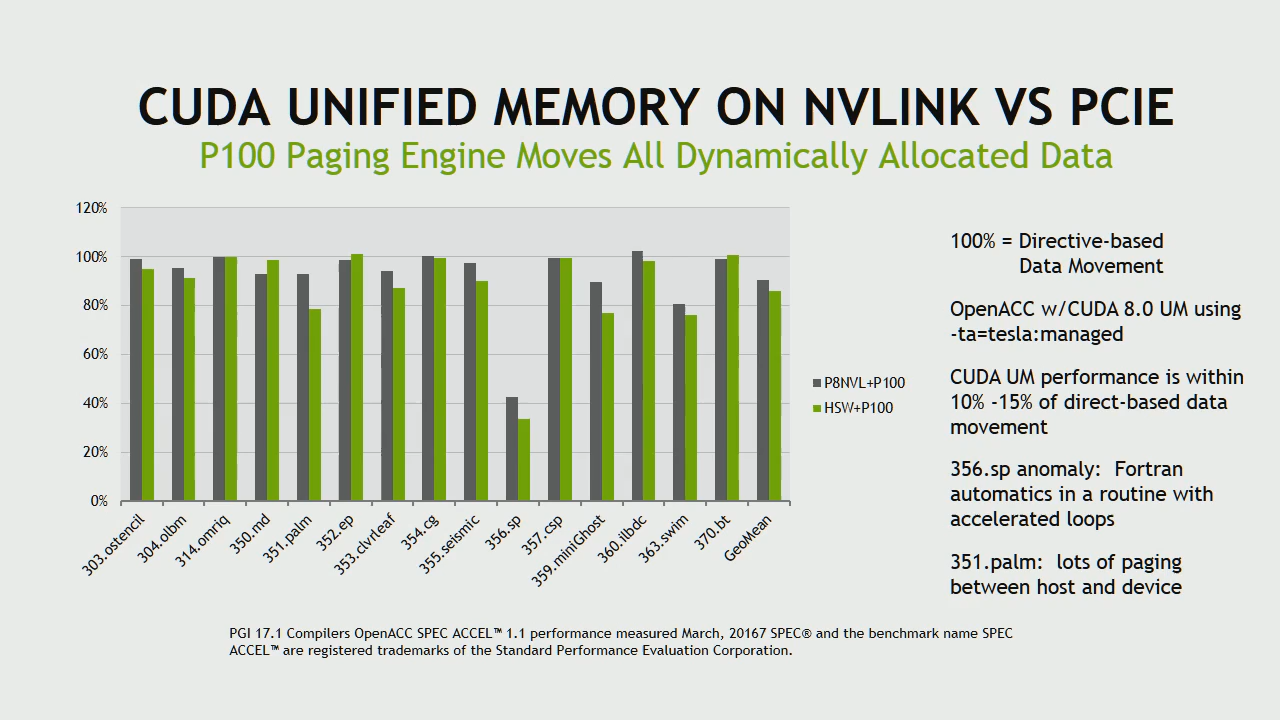 CUDA UNIFIED MEMORY ON NVLINK VS PCIE
P100 Paging Engine Moves All Dynamically Allocated Data
120%
100%
80%
60%
40%
20%
0%
303.ostencil
304.olbm
314.omriq
350.md
351.palm
352.ep
353.clvrleaf
354.cg
355.seismic
356.sp
357.csp
359.miniGhost
360.ilbdc
363.swim
370.bt
GeoMean
P8NVL+P100
HSW+P100
100% = Directive-based
Data Movement
OpenACC w/CUDA 8.0 UM using
-ta=tesla:managed
CUDA UM performance is within
10% -15% of direct-based data
movement
356.sp anomaly: Fortran
automatics in a routine with
accelerated loops
351.palm: lots of paging
between host and device
PGI 17.1 Compilers OpenACC SPEC ACCEL™ 1.1 performance measured March, 20167 SPEC® and the benchmark name SPEC
ACCEL™ are registered trademarks of the Standard Performance Evaluation Corporation.